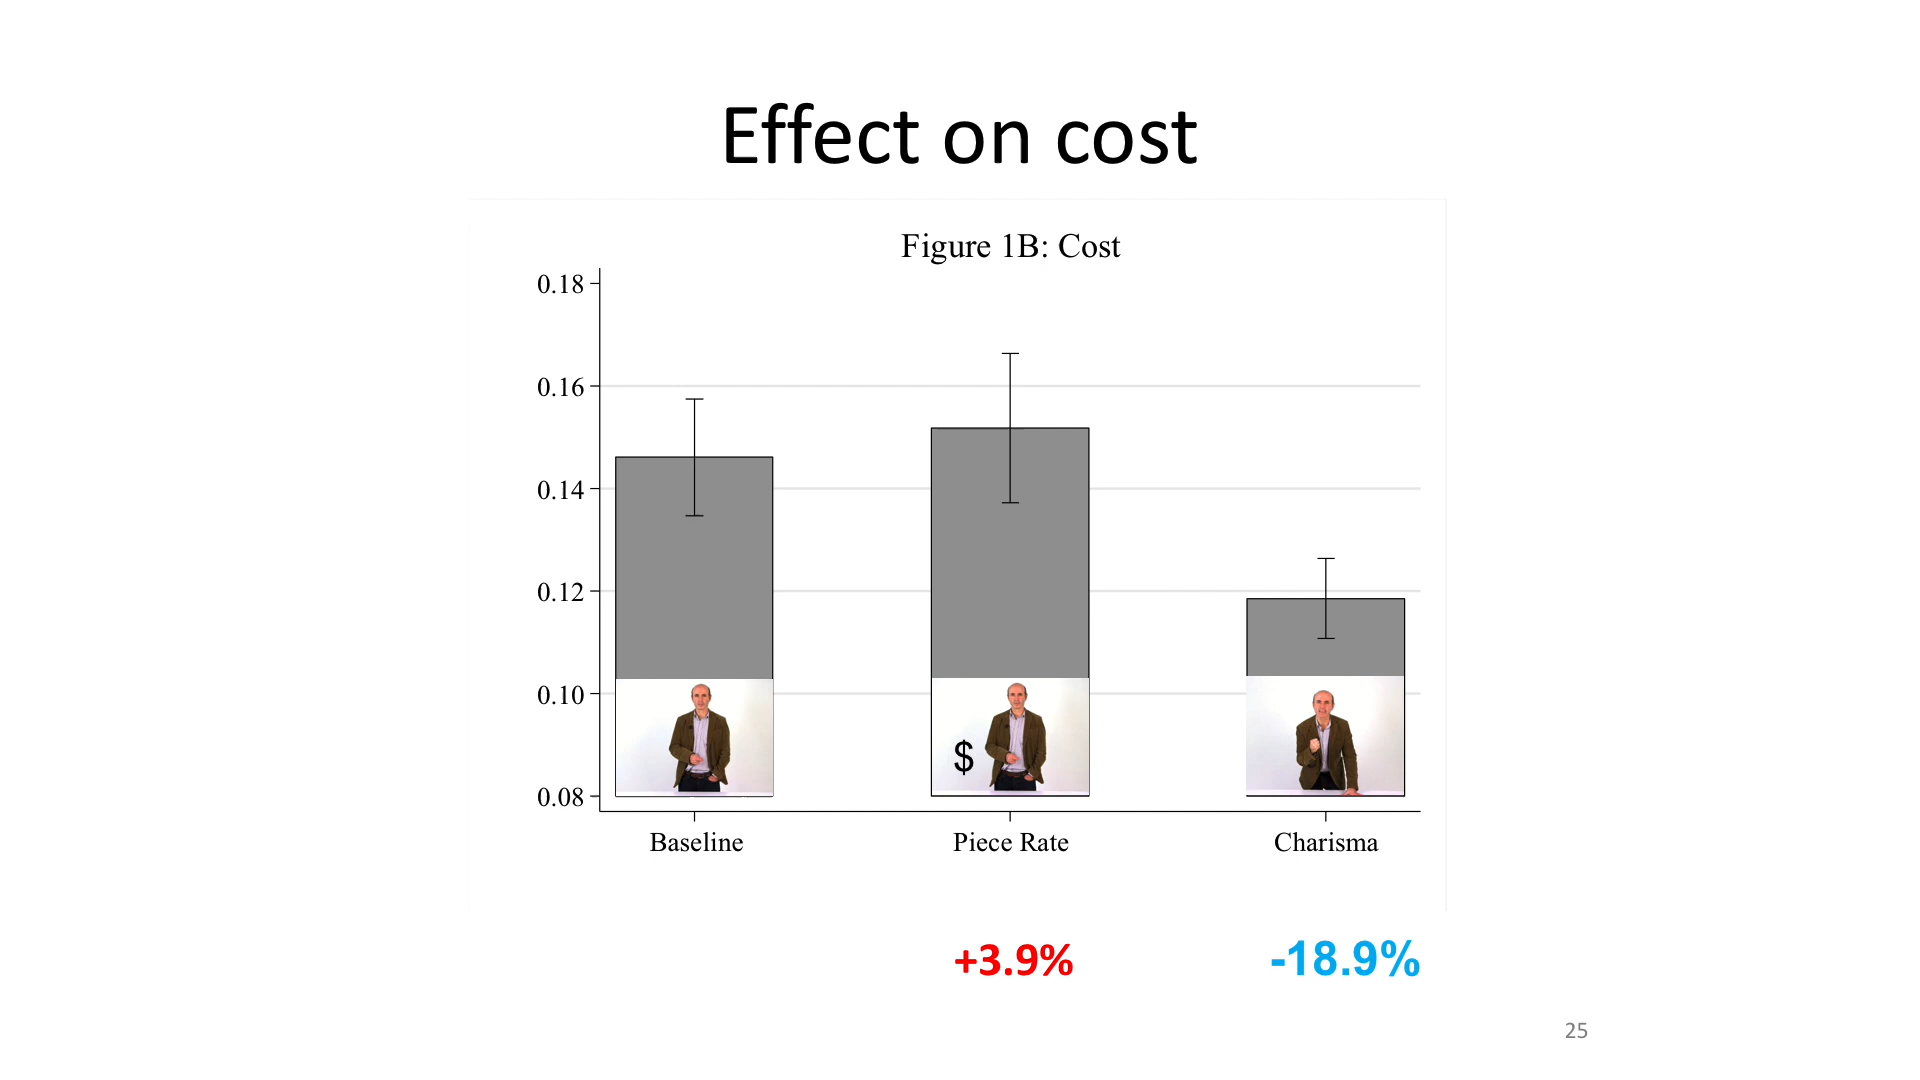 Effect on cost
Figure 1B: Cost
0.18
0.16
0.14
0.12
0.10
0.08
$
Baseline
Piece Rate
Charisma
+3.9%
-18.9%
25